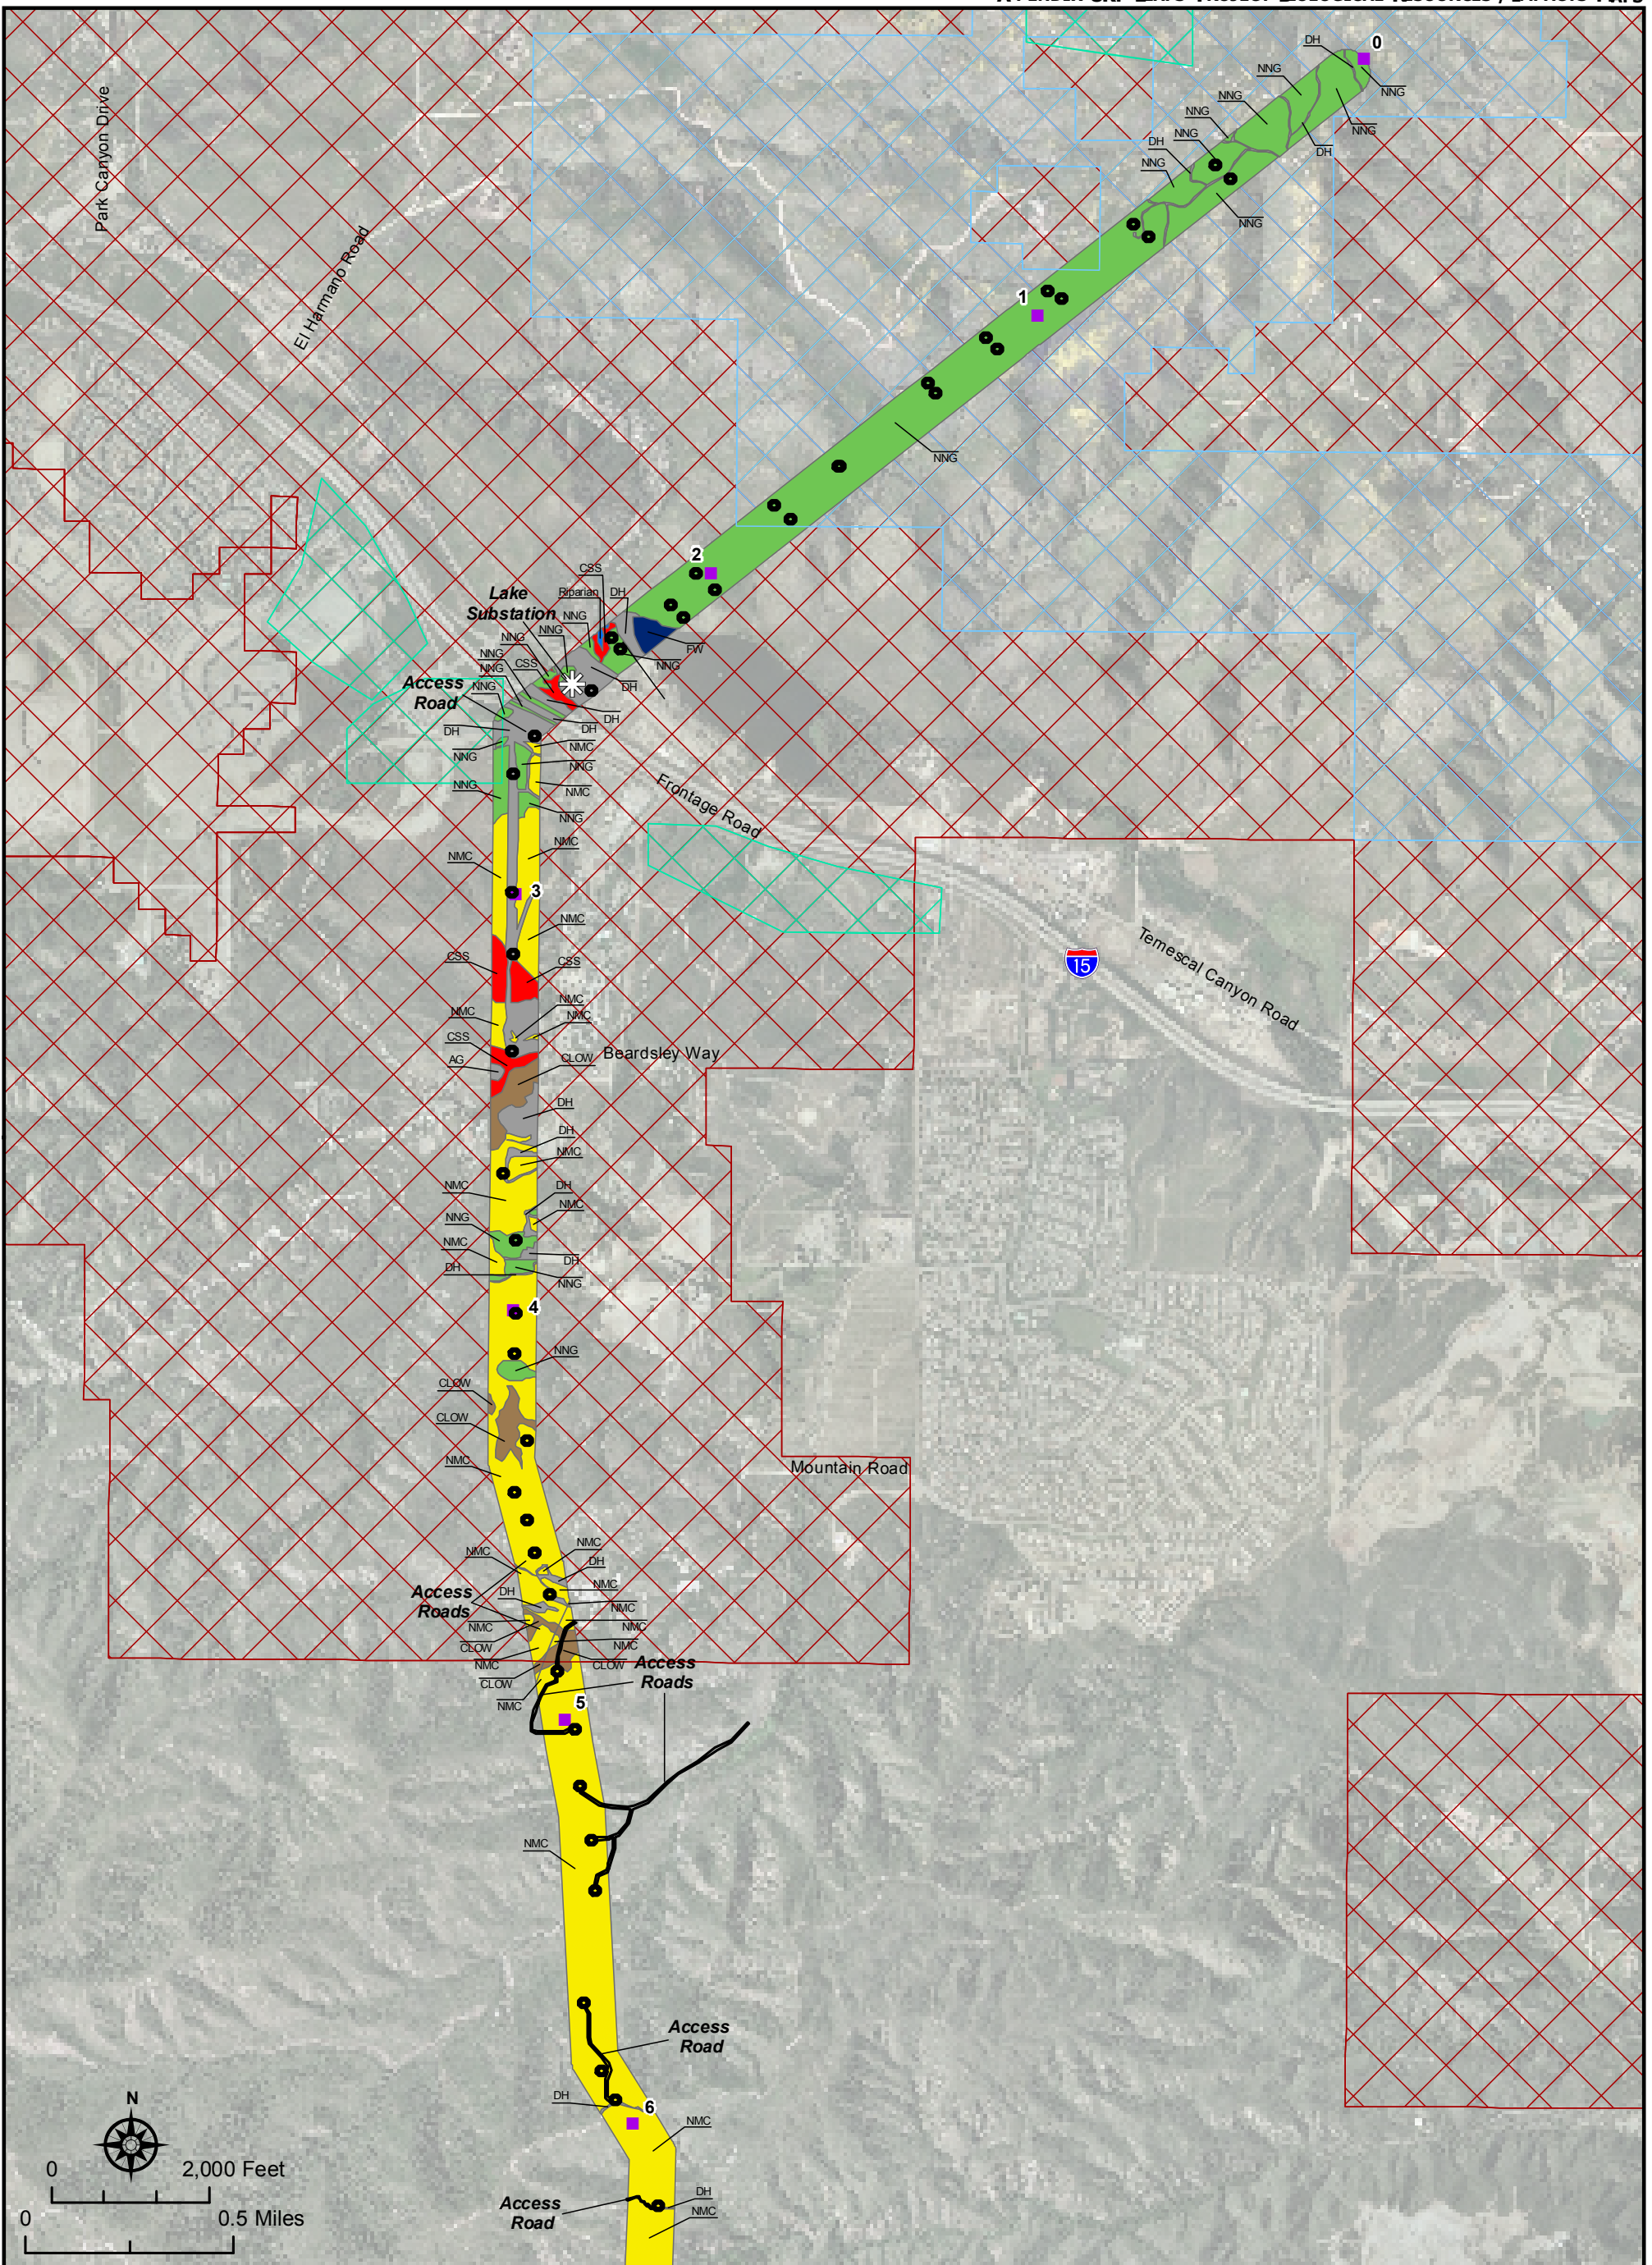 DH
0
NNG
NNG
NNG
NNG
NNG
NNG
DH
DH
NNG
NNG
Park Canyon Drive
El Harmano Road
1
NNG
2
CSS
Lake
Substation
Riparian
DH
NNG
NNG
NNG
FW
NNG
CSS
NNG
NNG
Access
Road
NNG
DH
DH
DH
DH
NMC
NNG
NNG
NMC
NNG
NNG
Frontage Road
NMC
NMC
3
NMC
CSS
CSS
15
Temescal Canyon Road
NMC
NMC
NMC
CSS
AG
CLOW
Beardsley Way
DH
DH
NMC
NMC
DH
NMC
NNG
NMC
DH
DH
NNG
4
NNG
CLOW
CLOW
NMC
Mountain Road
NMC
NMC
DH
Access
Roads
DH
NMC
NMC
NMC
NMC
CLOW
NMC
NMC
CLOW
Access
Roads
CLOW
NMC
5
NMC
Access
Road
DH
6
NMC
N
0
2,000 Feet
0
0.5 Miles
Access
Road
DH
NMC